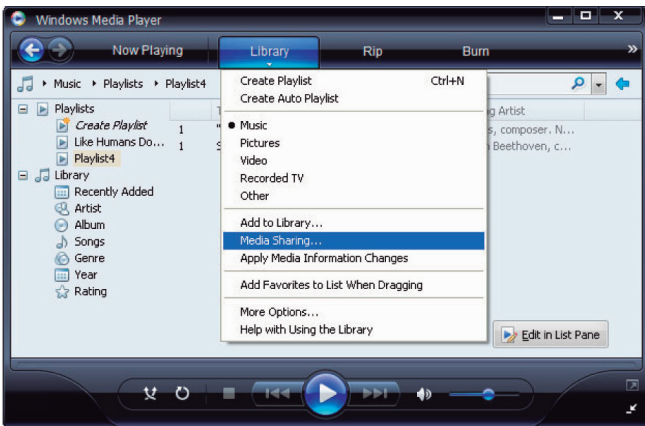 Windows Media Player
Now Playing Library Rip Burn »
Music Playlists Playlist4
Playlists
Create Playlist
Like Humans Do...
Playlist4
Library
Recently Added
Artist
Album
Songs
Genre
Year
Rating
1 "
1 S
Create Playlist Ctrl+N
Create Auto Playlist
Music
Pictures
Video
Recorded TV
Other
Add to Library...
Media Sharing...
Apply Media Information Changes
Add Favorites to List When Dragging
More Options...
Help with Using the Library
g Artist
s, composer. N...
Beethoven, c...
Edit in List Pane